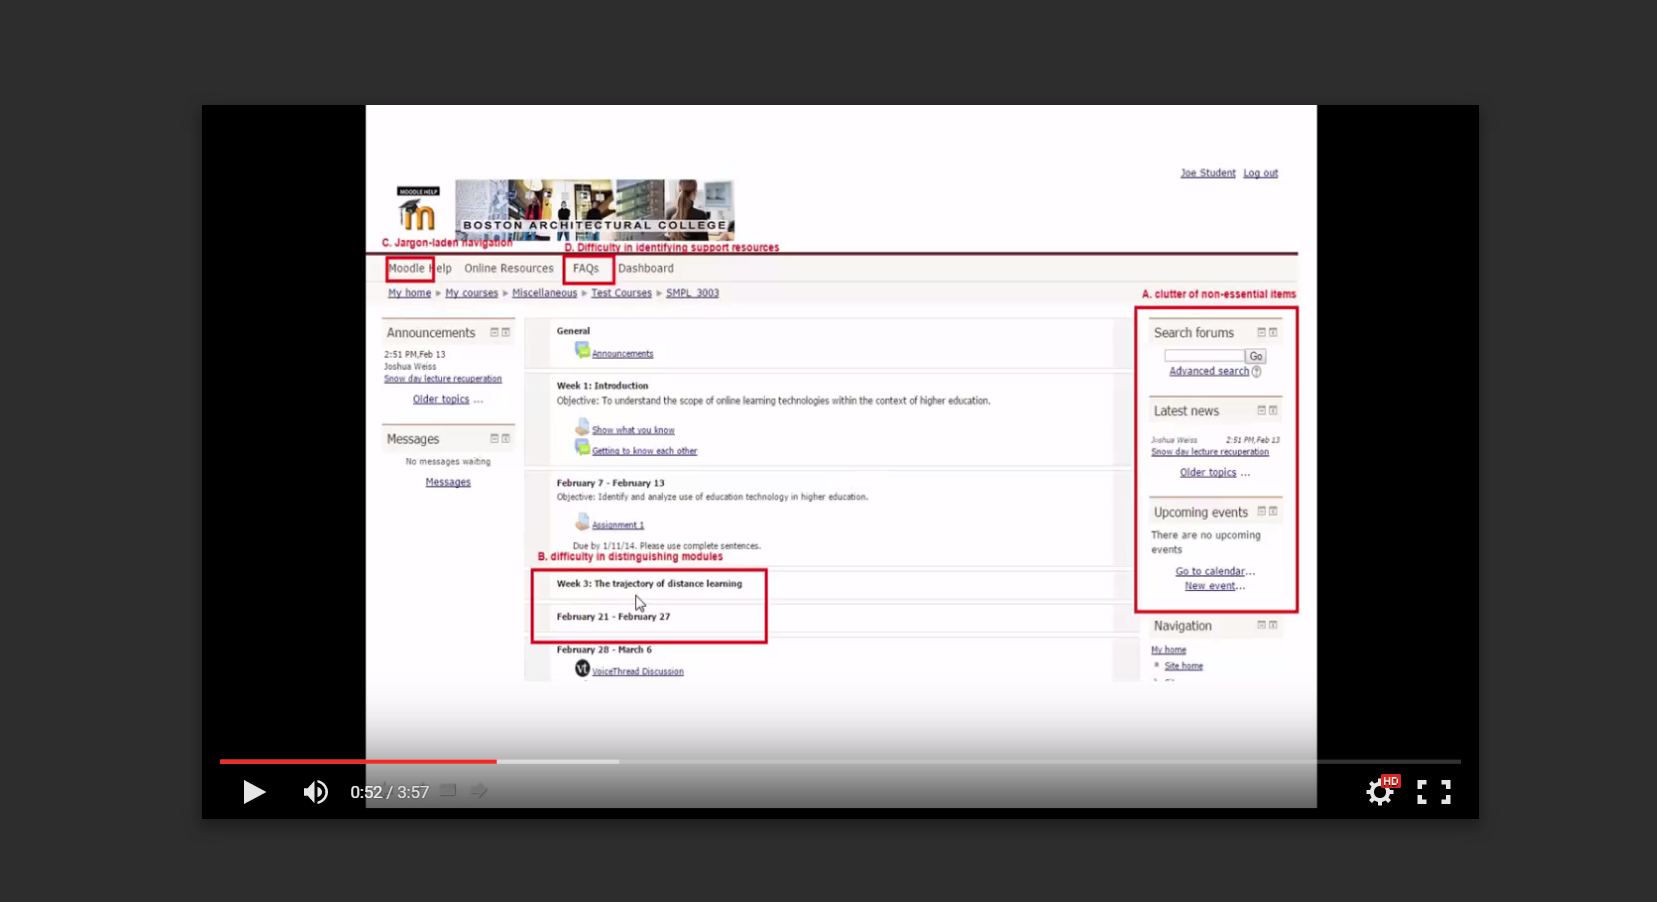 Joe Student Log out
MOODLE HELP
BOSTON ARCHITECTURAL COLLEGE
C. Jargon-laden navigation
D. Difficulty in identifying support resources
Moodle Help Online Resources FAQs Dashboard
My home ► My courses ► Miscellaneous ► Test Courses ► SMPL_3003
A. clutter of non-essential items
Announcements
2:51 PM,Feb 13
Joshua Weiss
Snow day lecture recuperation
Older topics ...
Messages
No messages waiting
Messages
General
Announcements
Week 1: Introduction
Objective: To understand the scope of online learning technologies within the context of higher education.
Show what you know
Getting to know each other
February 7 - February 13
Objective: Identify and analyze use of education technology in higher education.
Assignment 1
Due by 1/11/14. Please use complete sentences.
B. difficulty in distinguishing modules
Week 3: The trajectory of distance learning
February 21 - February 27
February 28 - March 6
vt
VoiceThread Discussion
Search forums
Go
Advanced search
Latest news
Joshua Weiss 2:51 PM,Feb 13
Snow day lecture recuperation
Older topics ...
Upcoming events
There are no upcoming
events
Go to calendar...
New event...
Navigation
My home
Site home
0:52 / 3:57
HD